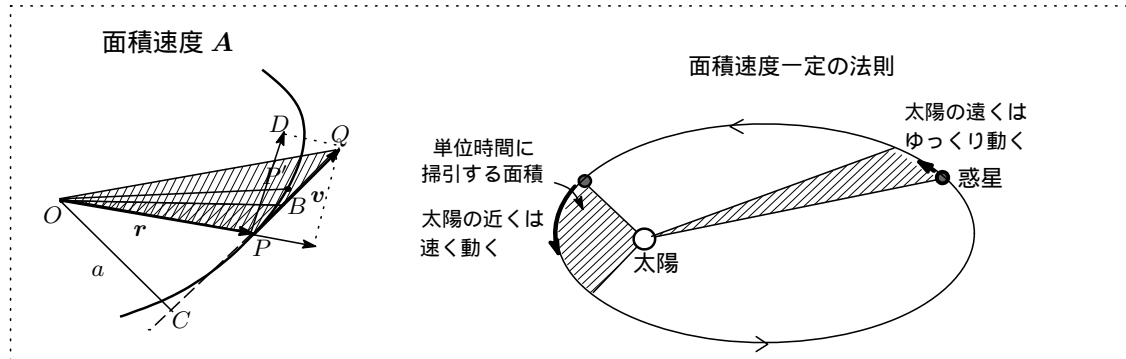 面積速度 A
D
Q
P′
O
B
v
r
P
a
C
面積速度一定の法則
太陽の遠くは
ゆっくり動く
単位時間に
掃引する面積
惑星
太陽の近くは
速く動く
太陽